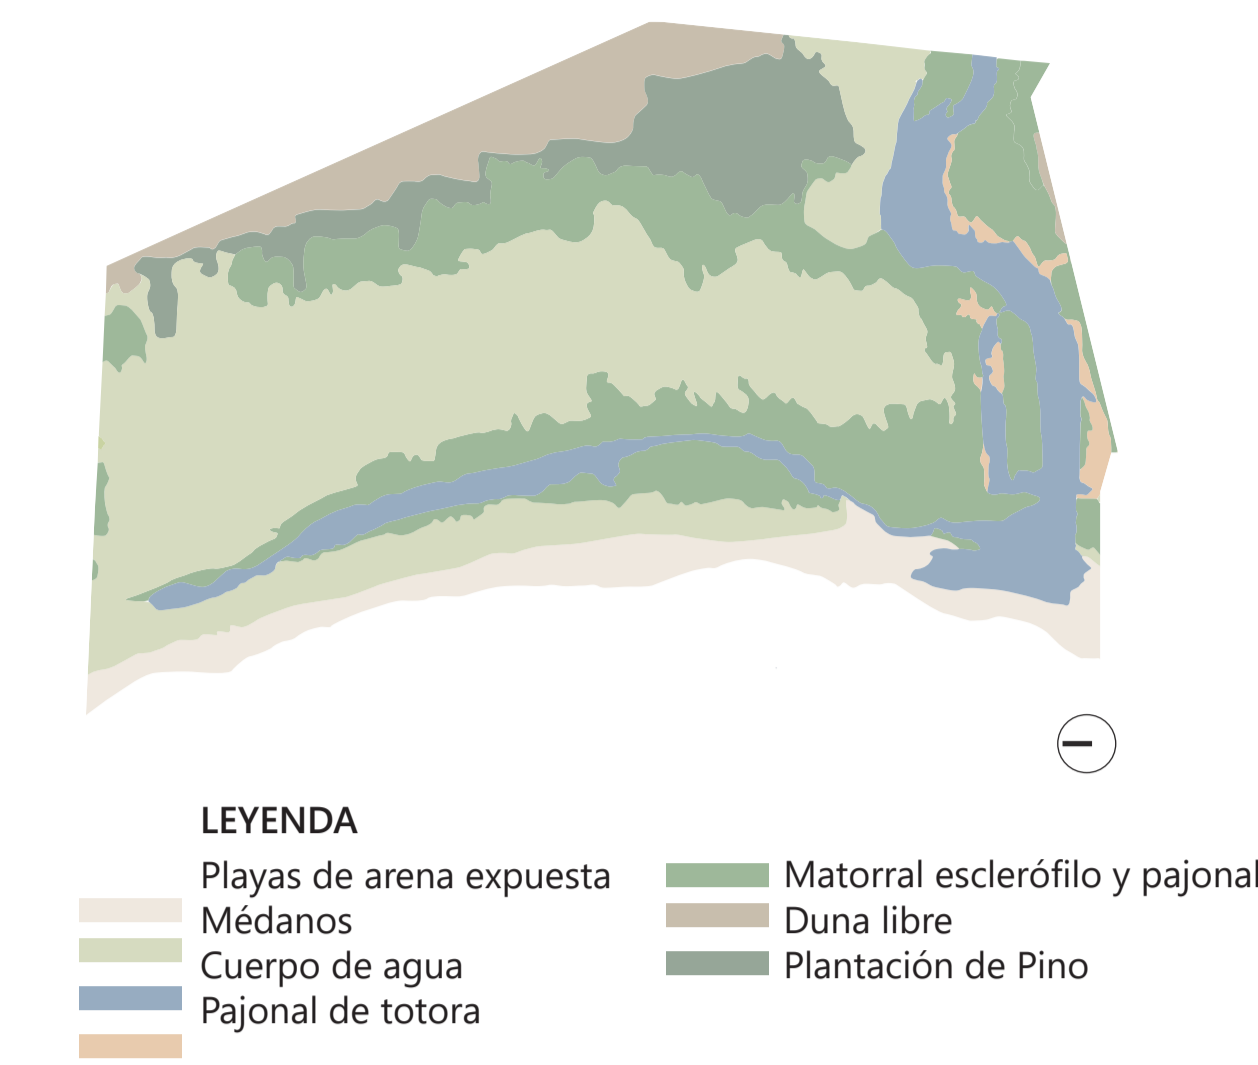 LEYENDA
Playas de arena expuesta
Médanos
Cuerpo de agua
Pajonal de totora
Matorral esclerófilo y pajonal
Duna libre
Plantación de Pino